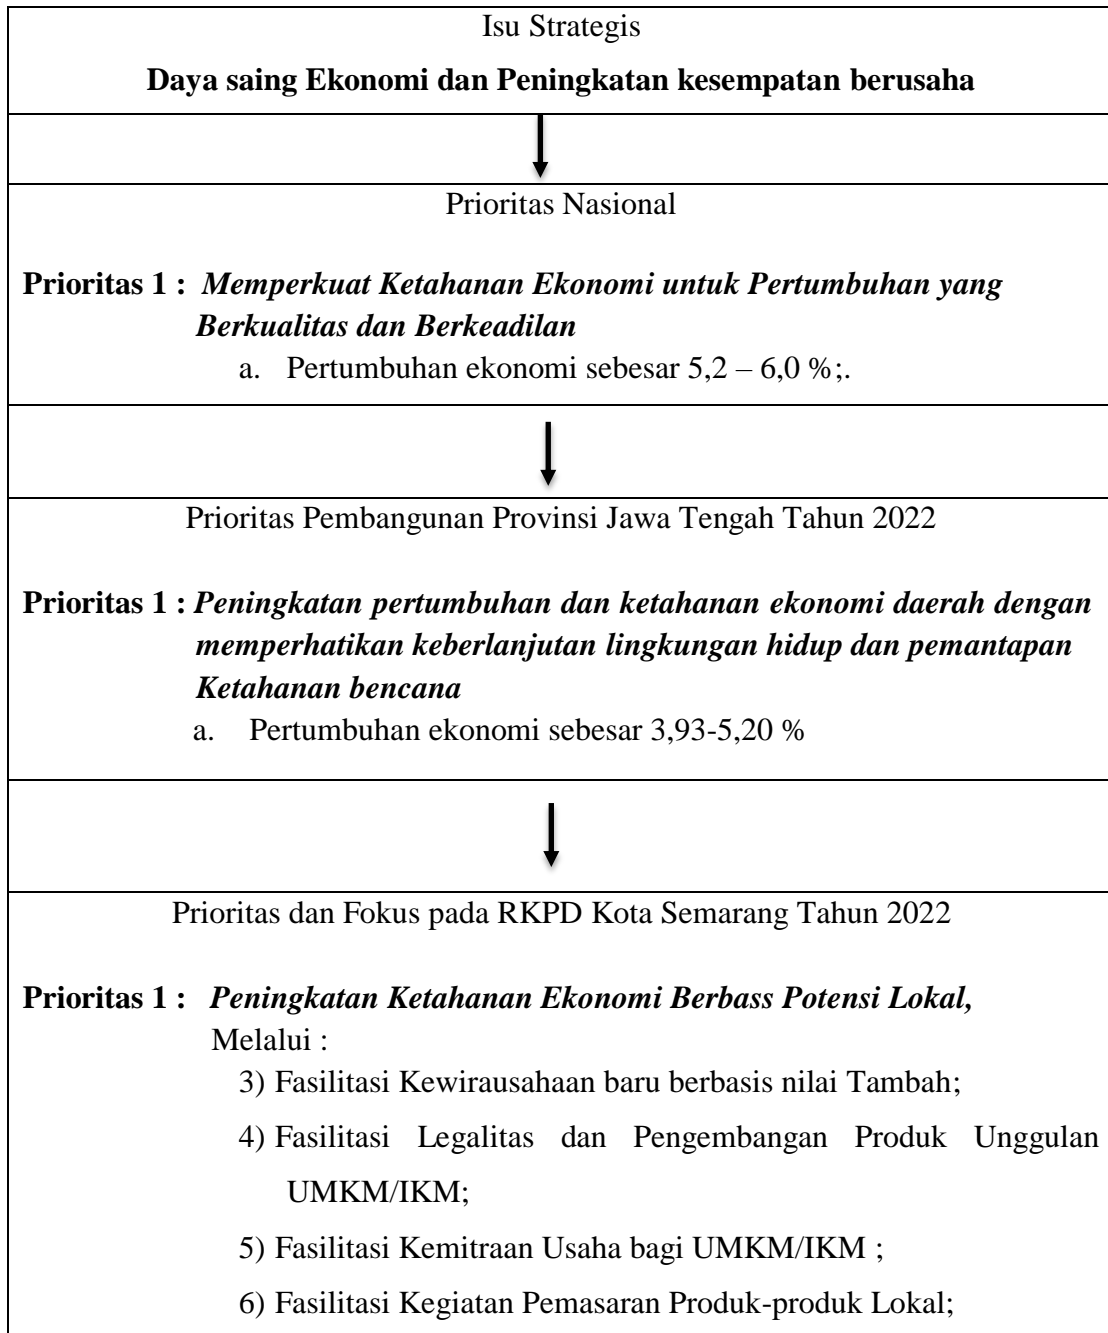 Isu Strategis
Daya saing Ekonomi dan Peningkatan kesempatan berusaha
Prioritas Nasional
Prioritas 1 : Memperkuat Ketahanan Ekonomi untuk Pertumbuhan yang
Berkualitas dan Berkeadilan
a. Pertumbuhan ekonomi sebesar 5,2 – 6,0 %;.
Prioritas Pembangunan Provinsi Jawa Tengah Tahun 2022
Prioritas 1 : Peningkatan pertumbuhan dan ketahanan ekonomi daerah dengan
memperhatikan keberlanjutan lingkungan hidup dan pemantapan
Ketahanan bencana
a. Pertumbuhan ekonomi sebesar 3,93-5,20 %
Prioritas dan Fokus pada RKPD Kota Semarang Tahun 2022
Prioritas 1 : Peningkatan Ketahanan Ekonomi Berbass Potensi Lokal,
Melalui :
3) Fasilitasi Kewirausahaan baru berbasis nilai Tambah;
4) Fasilitasi Legalitas dan Pengembangan Produk Unggulan
UMKM/IKM;
5) Fasilitasi Kemitraan Usaha bagi UMKM/IKM ;
6) Fasilitasi Kegiatan Pemasaran Produk-produk Lokal;